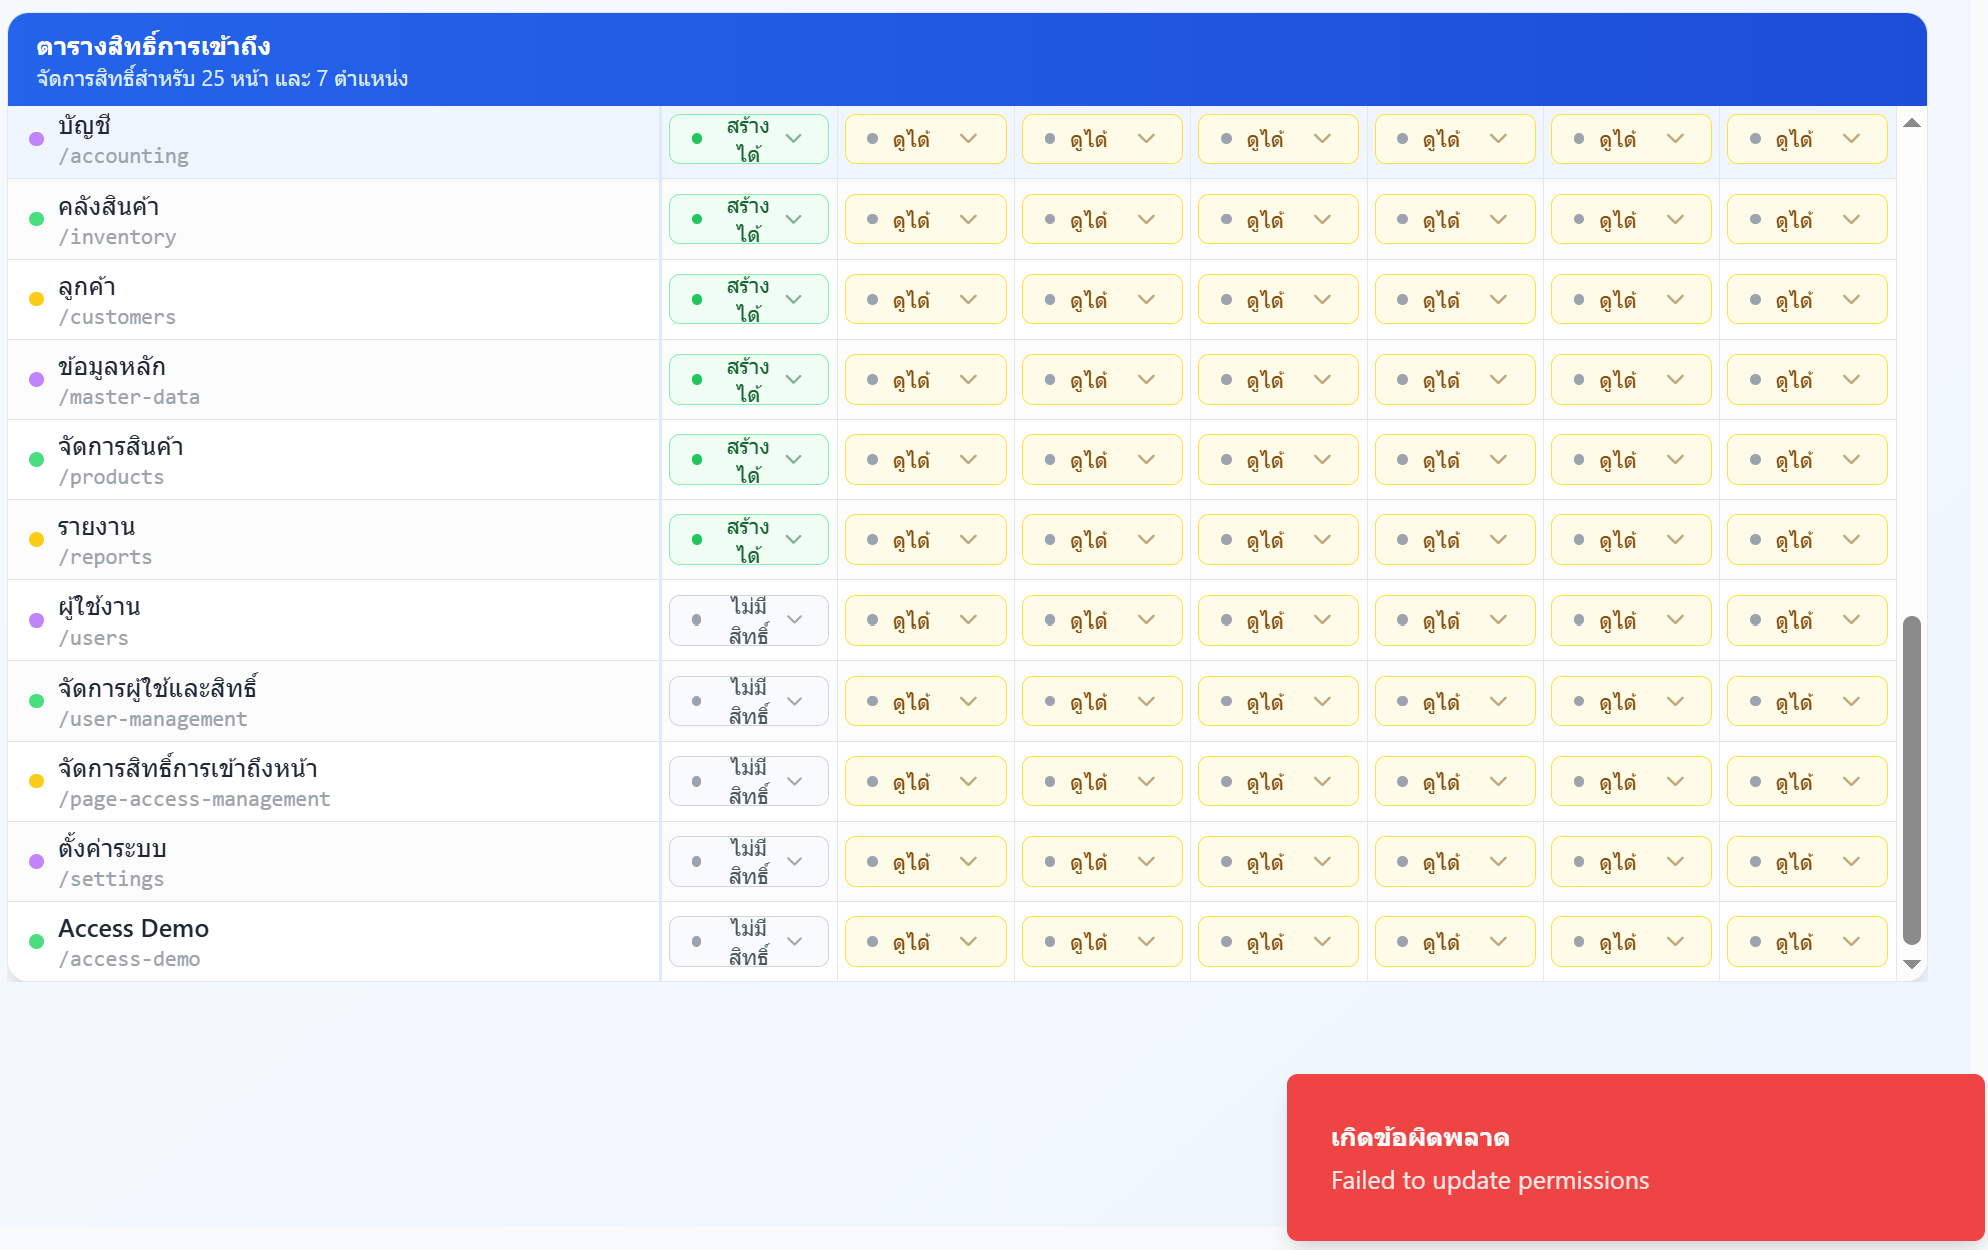 ตารางสิทธิ์การเข้าถึง
จัดการสิทธิ์สำหรับ 25 หน้า และ 7 ตำแหน่ง
บัญชี
/accounting
สร้าง
ได้
ดูได้ ดูได้ ดูได้ ดูได้ ดูได้ ดูได้
คลังสินค้า
/inventory
สร้าง
ได้
ดูได้ ดูได้ ดูได้ ดูได้ ดูได้ ดูได้
ลูกค้า
/customers
สร้าง
ได้
ดูได้ ดูได้ ดูได้ ดูได้ ดูได้ ดูได้
ข้อมูลหลัก
/master-data
สร้าง
ได้
ดูได้ ดูได้ ดูได้ ดูได้ ดูได้ ดูได้
จัดการสินค้า
/products
สร้าง
ได้
ดูได้ ดูได้ ดูได้ ดูได้ ดูได้ ดูได้
รายงาน
/reports
สร้าง
ได้
ดูได้ ดูได้ ดูได้ ดูได้ ดูได้ ดูได้
ผู้ใช้งาน
/users
ไม่มี
สิทธิ์
ดูได้ ดูได้ ดูได้ ดูได้ ดูได้ ดูได้
จัดการผู้ใช้และสิทธิ์
/user-management
ไม่มี
สิทธิ์
ดูได้ ดูได้ ดูได้ ดูได้ ดูได้ ดูได้
จัดการสิทธิ์การเข้าถึงหน้า
/page-access-management
ไม่มี
สิทธิ์
ดูได้ ดูได้ ดูได้ ดูได้ ดูได้ ดูได้
ตั้งค่าระบบ
/settings
ไม่มี
สิทธิ์
ดูได้ ดูได้ ดูได้ ดูได้ ดูได้ ดูได้
Access Demo
/access-demo
ไม่มี
สิทธิ์
ดูได้ ดูได้ ดูได้ ดูได้ ดูได้ ดูได้
เกิดข้อผิดพลาด
Failed to update permissions